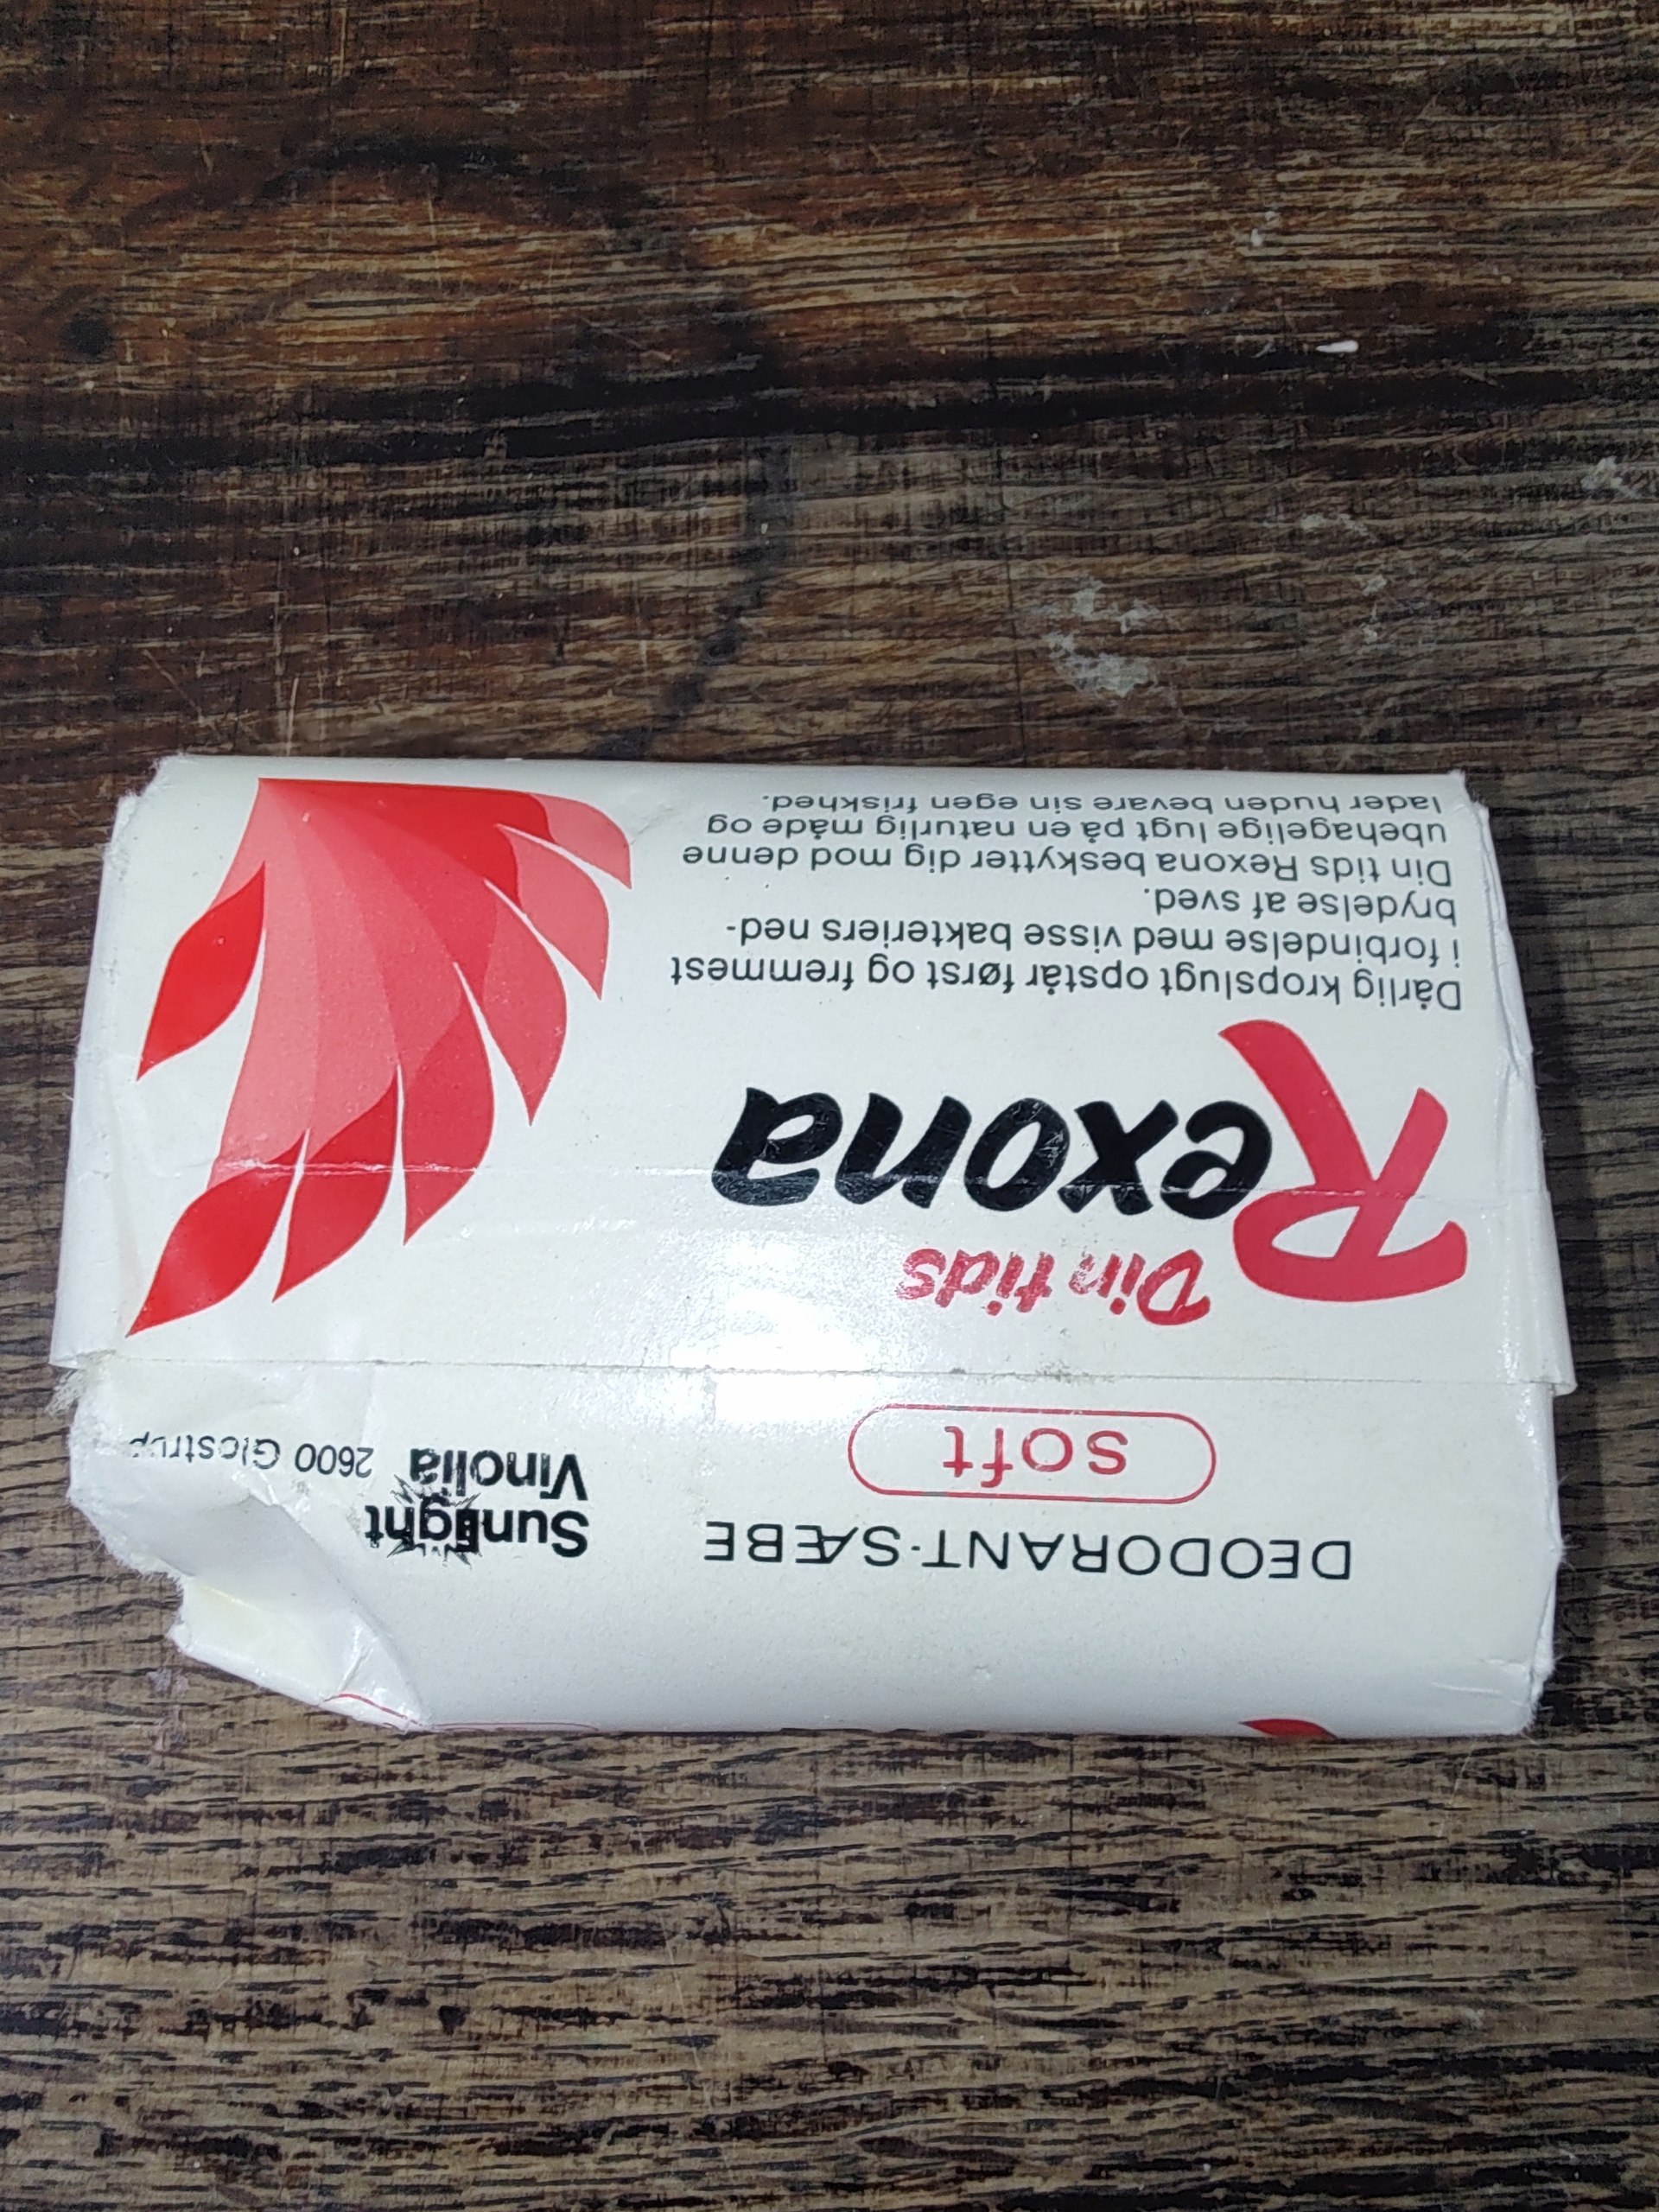 DEODORANT-SÆBE
soft
Sunlight
Vinolia 2600 Glostrup
Din tids
Rexona
Dårlig kropslugt opstår først og fremmest
i forbindelse med visse bakteriers ned-
brydelse af sved.
Din tids Rexona beskytter dig mod denne
ubehagelige lugt på en naturlig måde og
lader huden bevare sin egen friskhed.